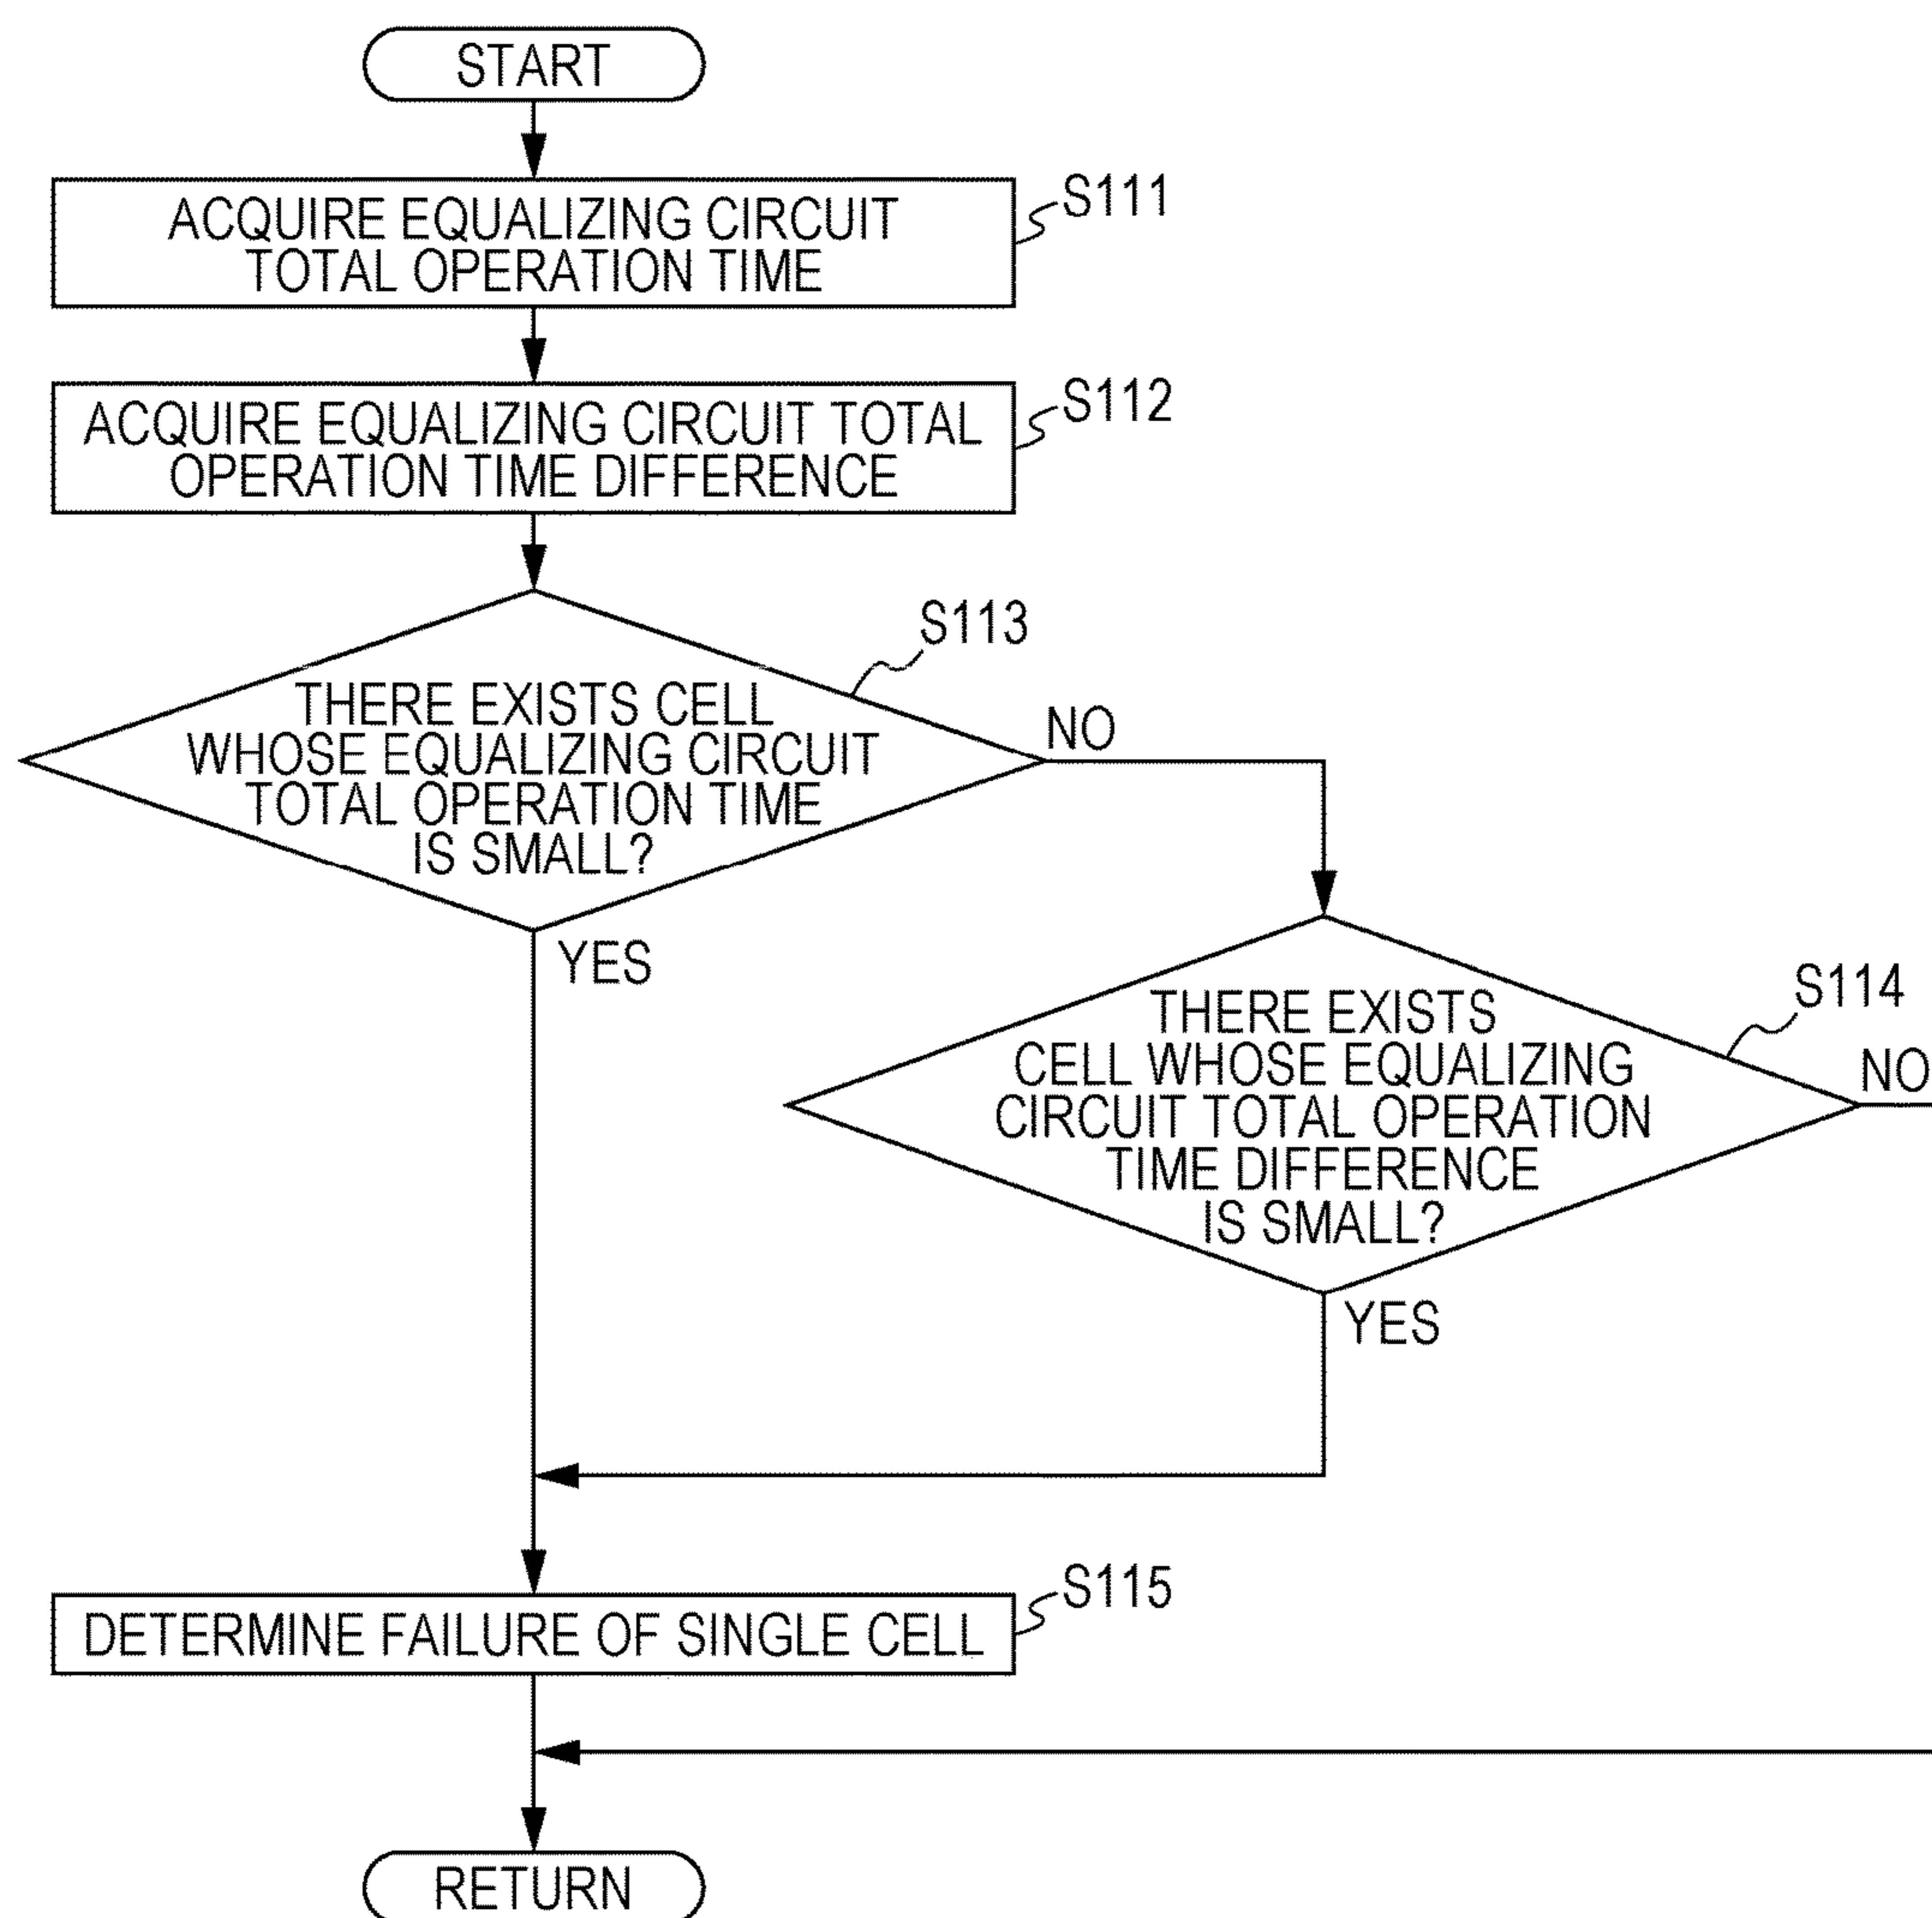 START
ACQUIRE EQUALIZING CIRCUIT
TOTAL OPERATION TIME
S111
ACQUIRE EQUALIZING CIRCUIT TOTAL
OPERATION TIME DIFFERENCE
S112
S113
THERE EXISTS CELL
WHOSE EQUALIZING CIRCUIT
TOTAL OPERATION TIME
IS SMALL?
NO
YES
S114
THERE EXISTS
CELL WHOSE EQUALIZING
CIRCUIT TOTAL OPERATION
TIME DIFFERENCE
IS SMALL?
NO
YES
DETERMINE FAILURE OF SINGLE CELL
S115
RETURN